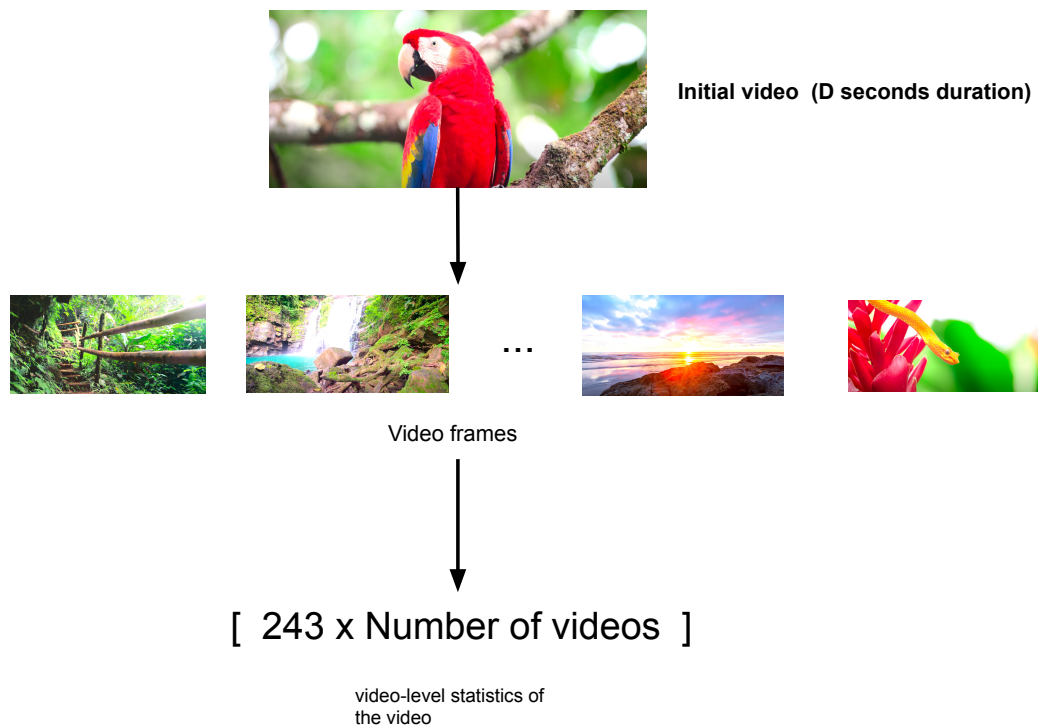 Initial video (D seconds duration)
...
Video frames
[ 243 x Number of videos ]
video-level statistics of
the video